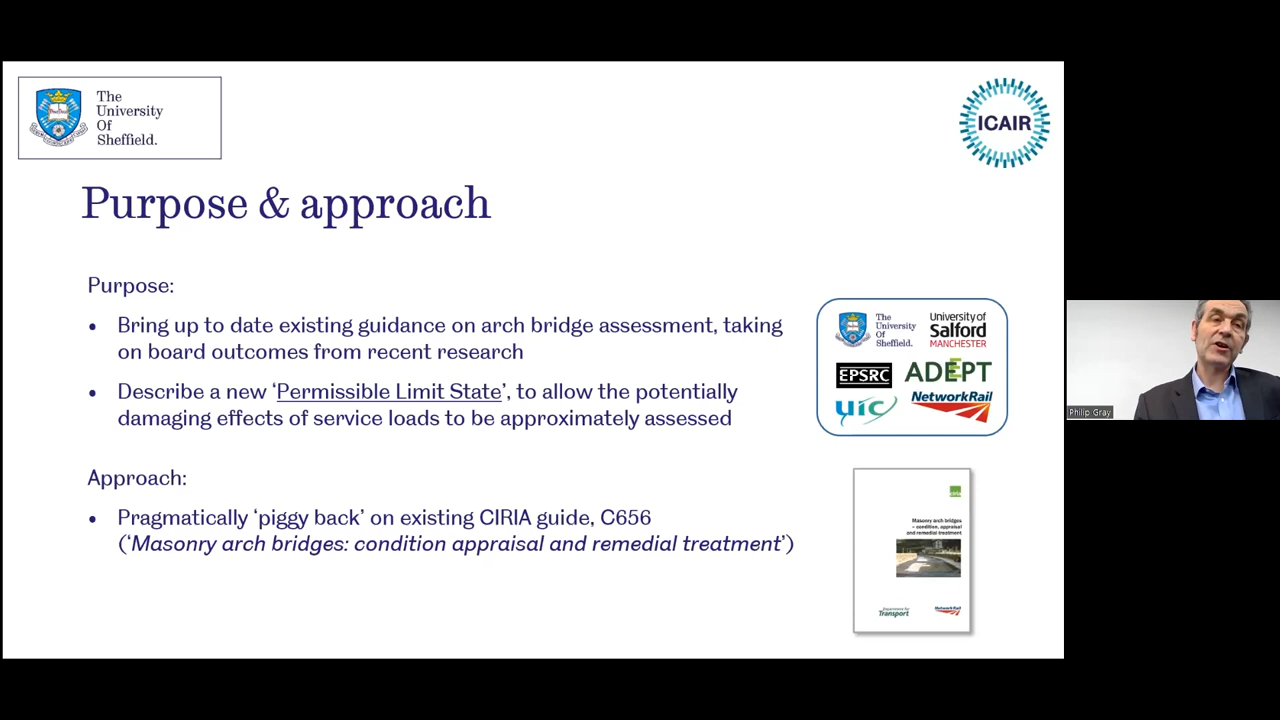 The
University
Of
Sheffield.
ICAIR
Purpose & approach
Purpose:
• Bring up to date existing guidance on arch bridge assessment, taking
on board outcomes from recent research
• Describe a new ‘Permissible Limit State’, to allow the potentially
damaging effects of service loads to be approximately assessed
The
University
Of
Sheffield.
University of
Salford
MANCHESTER
EPSRC
ADEPT
uic
NetworkRail
Philip Gray
Approach:
• Pragmatically ‘piggy back’ on existing CIRIA guide, C656
(‘Masonry arch bridges: condition appraisal and remedial treatment’)
Masonry arch bridges
– condition, appraisal
and remedial treatment
Department for
Transport
NetworkRail